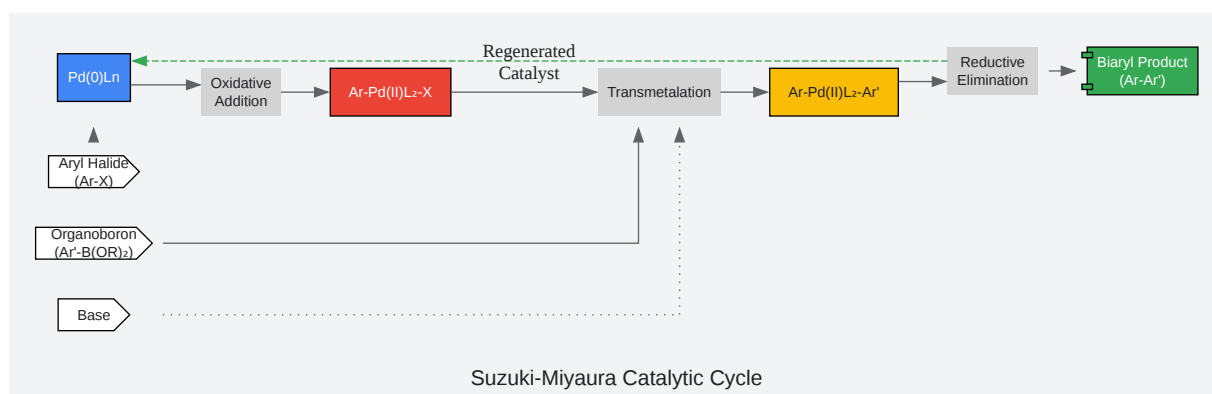 Regenerated
Catalyst
Pd(0)Ln
Oxidative
Addition
Ar-Pd(II)L₂-X
Transmetalation
Ar-Pd(II)L₂-Ar'
Reductive
Elimination
Biaryl Product
(Ar-Ar')
Aryl Halide
(Ar-X)
Organoboron
(Ar'-B(OR)₂)
Base
Suzuki-Miyaura Catalytic Cycle